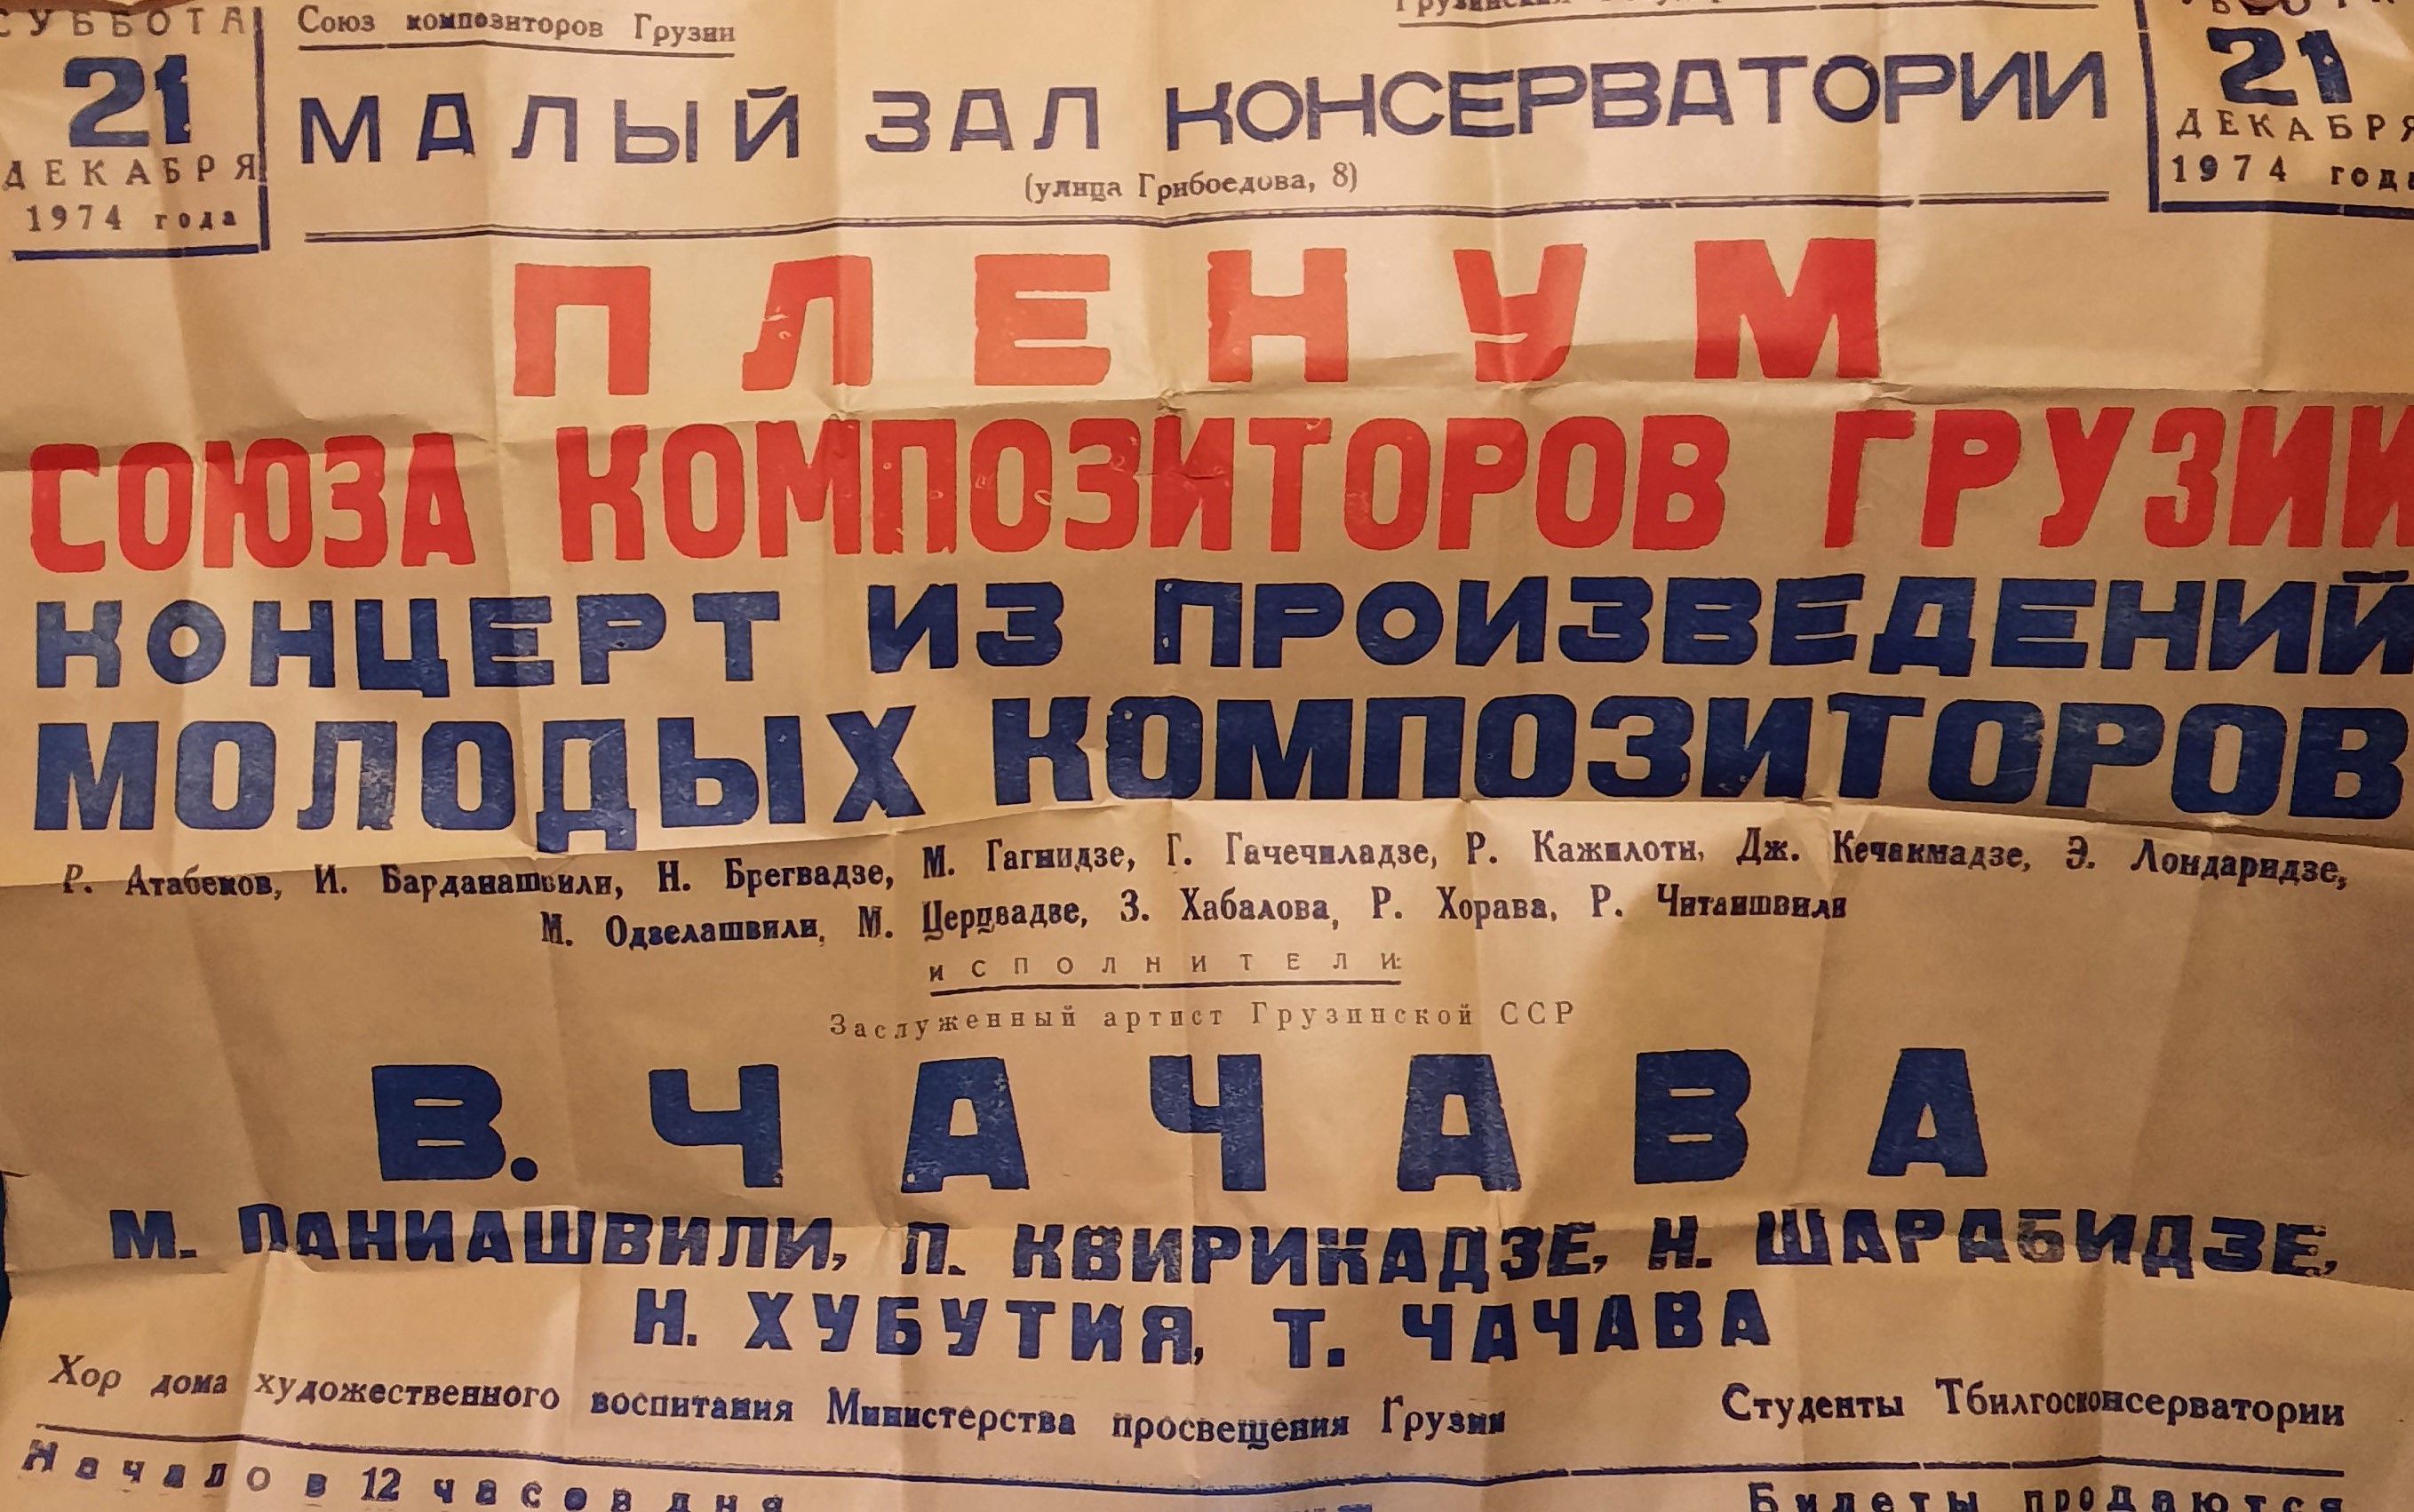 СУББОТА
21
ДЕКАБРЯ
1974 года
Союз композиторов Грузии
МАЛЫЙ ЗАЛ КОНСЕРВАТОРИИ
(улица Грибоедова, 8)
21
ДЕКАБРЯ
1974 года
ПЛЕНУМ
СОЮЗА КОМПОЗИТОРОВ ГРУЗИИ
КОНЦЕРТ ИЗ ПРОИЗВЕДЕНИЙ
МОЛОДЫХ КОМПОЗИТОРОВ
Р. Атабеков, И. Барданашвили, Н. Брегвадзе, М. Гагнидзе, Г. Гачечиладзе, Р. Кажилоти, Дж. Кечакмадзе, Э. Лондаридзе,
М. Одзелашвили, М. Церцвадзе, З. Хабалова, Р. Хорава, Р. Читаишвили
ИСПОЛНИТЕЛИ:
Заслуженный артист Грузинской ССР
В. ЧАЧАВА
М. ПАНИАШВИЛИ, Л. КВИРИКАДЗЕ, Н. ШАРАБИДЗЕ,
Н. ХУБУТИЯ, Т. ЧАЧАВА
Хор дома художественного воспитания Министерства просвещения Грузии
Студенты Тбилгосконсерватории
Начало в 12 часов дня
Билеты продаются